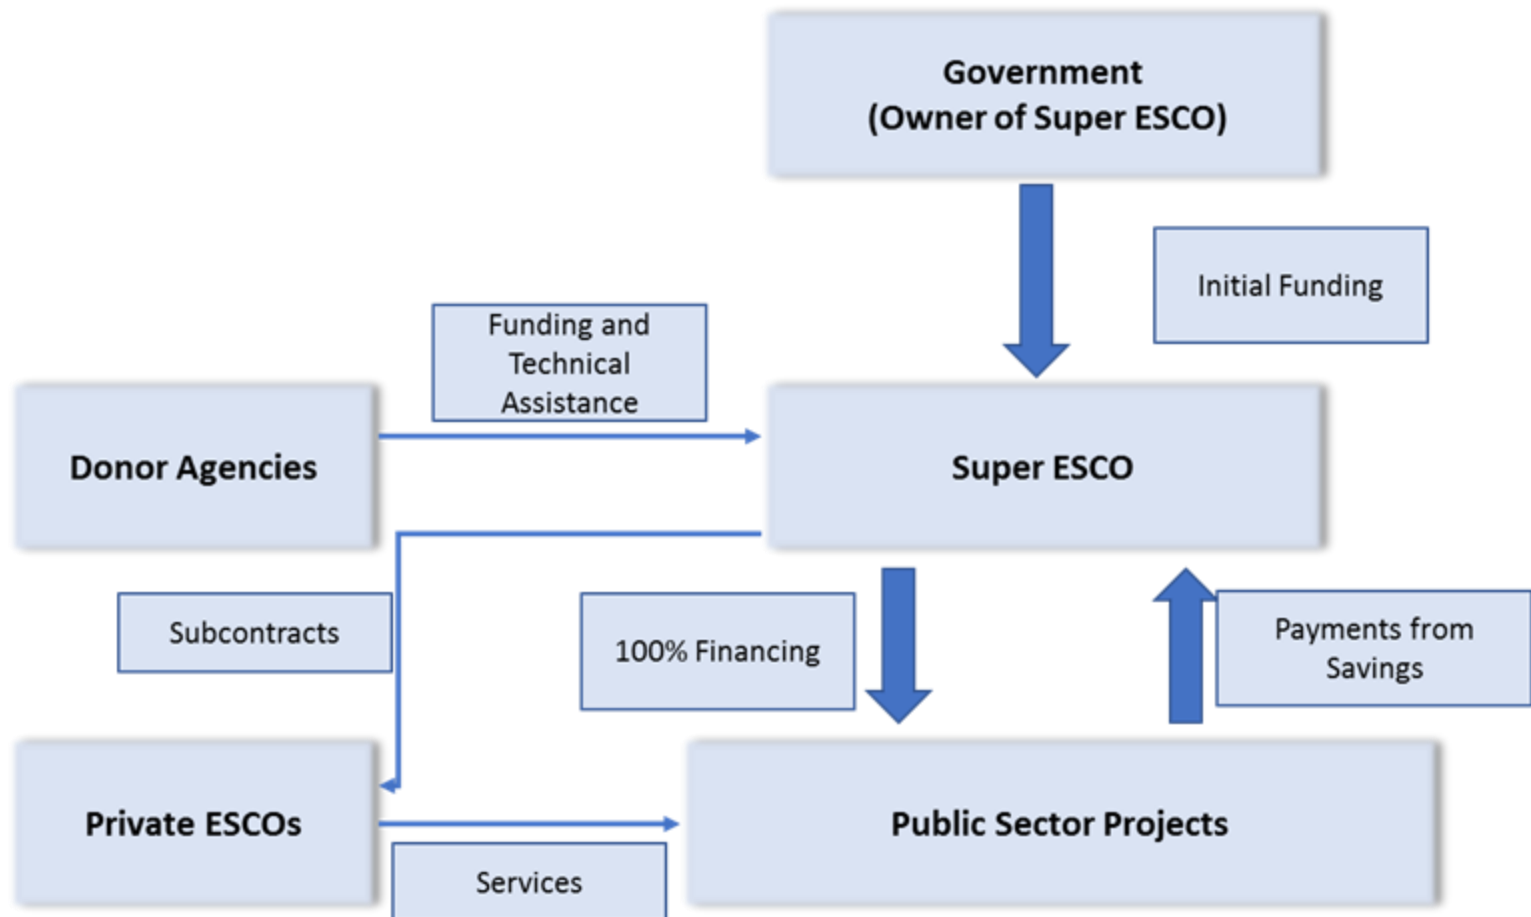 Government
(Owner of Super ESCO)
Initial Funding
Funding and
Technical
Assistance
Donor Agencies
Super ESCO
Subcontracts
100% Financing
Payments from
Savings
Private ESCOs
Public Sector Projects
Services